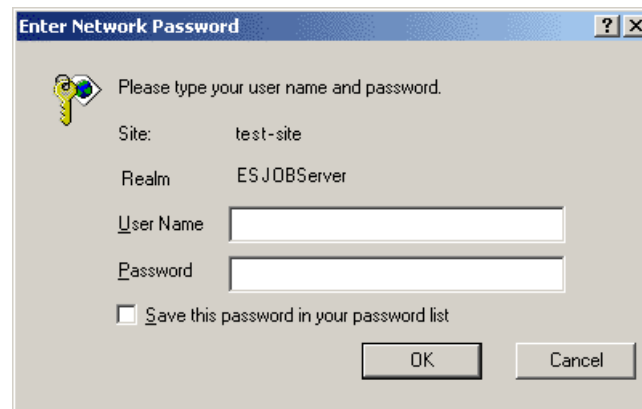 Enter Network Password
Please type your user name and password.
Site: test-site
Realm ESJOBServer
User Name
Password
Save this password in your password list
OK Cancel